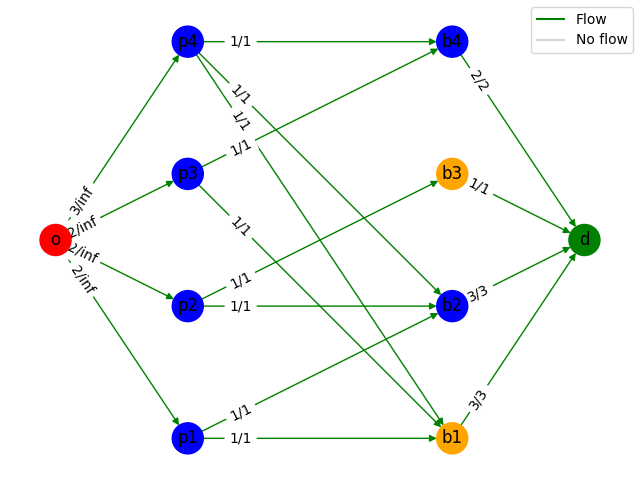 Flow
No flow
p4
1/1
b4
1/1
2/2
1/1
1/1
p3
b3
1/1
3/inf
2/inf
1/1
o
d
2/inf
2/inf
1/1
p2
1/1
b2
3/3
1/1
3/3
p1
1/1
b1